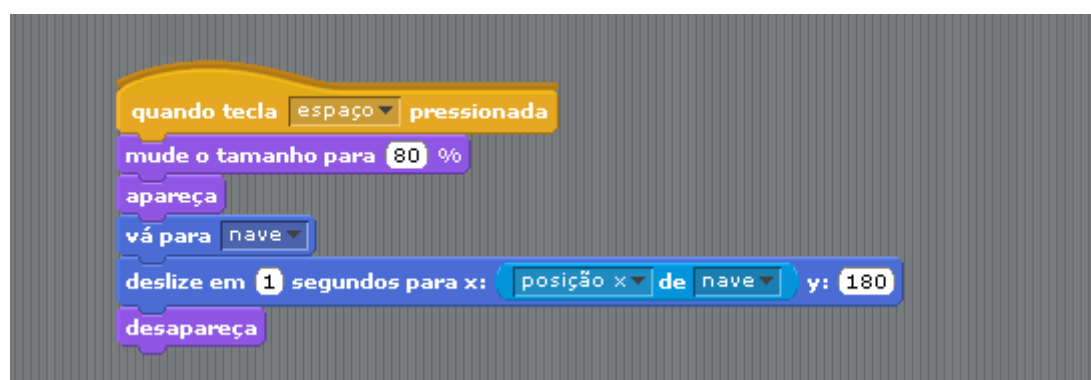 quando tecla espaço pressionada
mude o tamanho para 80 %
apareça
vá para nave
deslize em 1 segundos para x: posição x de nave y: 180
desapareça